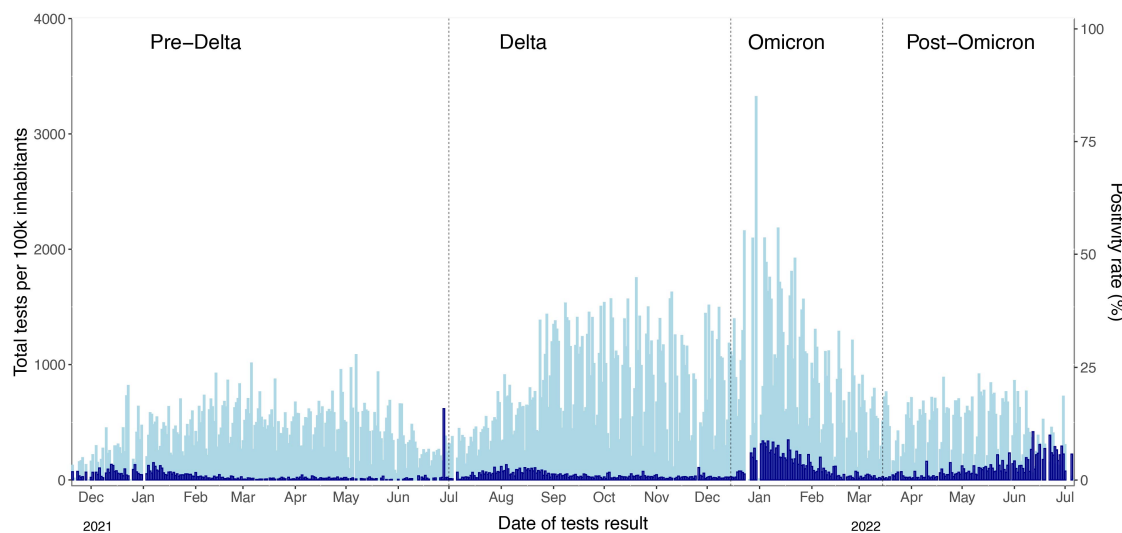 4000
100
Pre−Delta
Delta
Omicron
Post−Omicron
3000
75
2000
50
1000
25
0
0
Total tests per 100k inhabitants
Positivity rate (%)
Dec Jan Feb Mar Apr May Jun Jul Aug Sep Oct Nov Dec Jan Feb Mar Apr May Jun Jul
2021
2022
Date of tests result